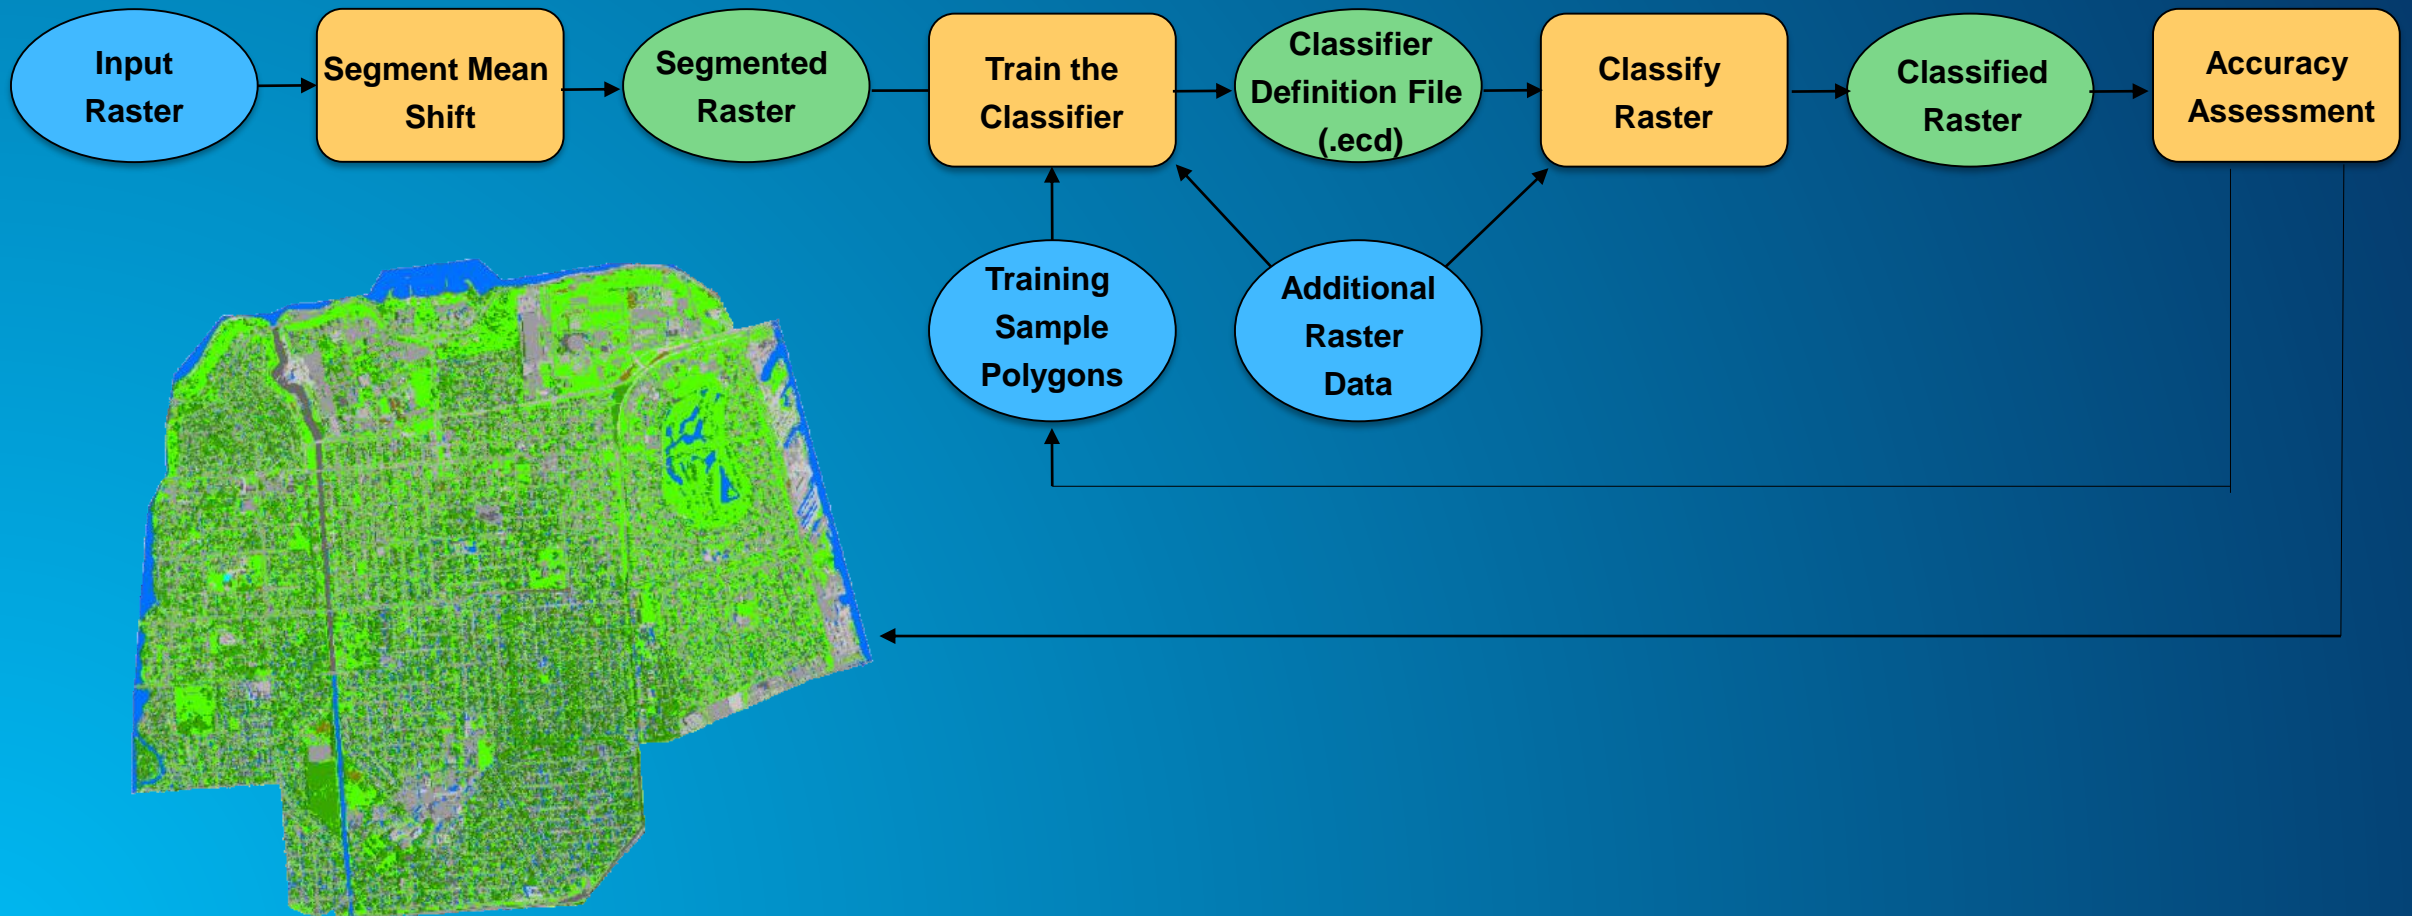 Input
Raster
Segment Mean
Shift
Segmented
Raster
Train the
Classifier
Classifier
Definition File
(.ecd)
Classify
Raster
Classified
Raster
Accuracy
Assessment
Training
Sample
Polygons
Additional
Raster
Data